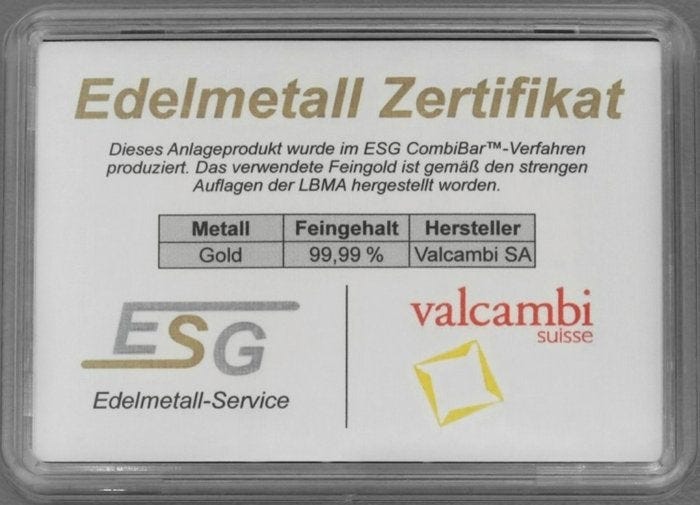 Edelmetall Zertifikat
Dieses Anlageprodukt wurde im ESG CombiBar™-Verfahren
produziert. Das verwendete Feingold ist gemäß den strengen
Auflagen der LBMA hergestellt worden.
Metall Feingehalt Hersteller
Gold 99,99 % Valcambi SA
ESG
Edelmetall-Service
valcambi
suisse